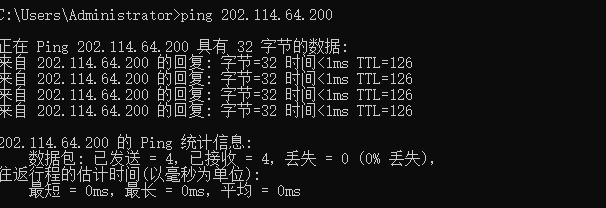 C:\Users\Administrator>ping 202.114.64.200
正在 Ping 202.114.64.200 具有 32 字节的数据:
来自 202.114.64.200 的回复: 字节=32 时间<1ms TTL=126
来自 202.114.64.200 的回复: 字节=32 时间<1ms TTL=126
来自 202.114.64.200 的回复: 字节=32 时间<1ms TTL=126
来自 202.114.64.200 的回复: 字节=32 时间<1ms TTL=126
202.114.64.200 的 Ping 统计信息:
数据包: 已发送 = 4, 已接收 = 4, 丢失 = 0 (0% 丢失),
往返行程的估计时间(以毫秒为单位):
最短 = 0ms, 最长 = 0ms, 平均 = 0ms